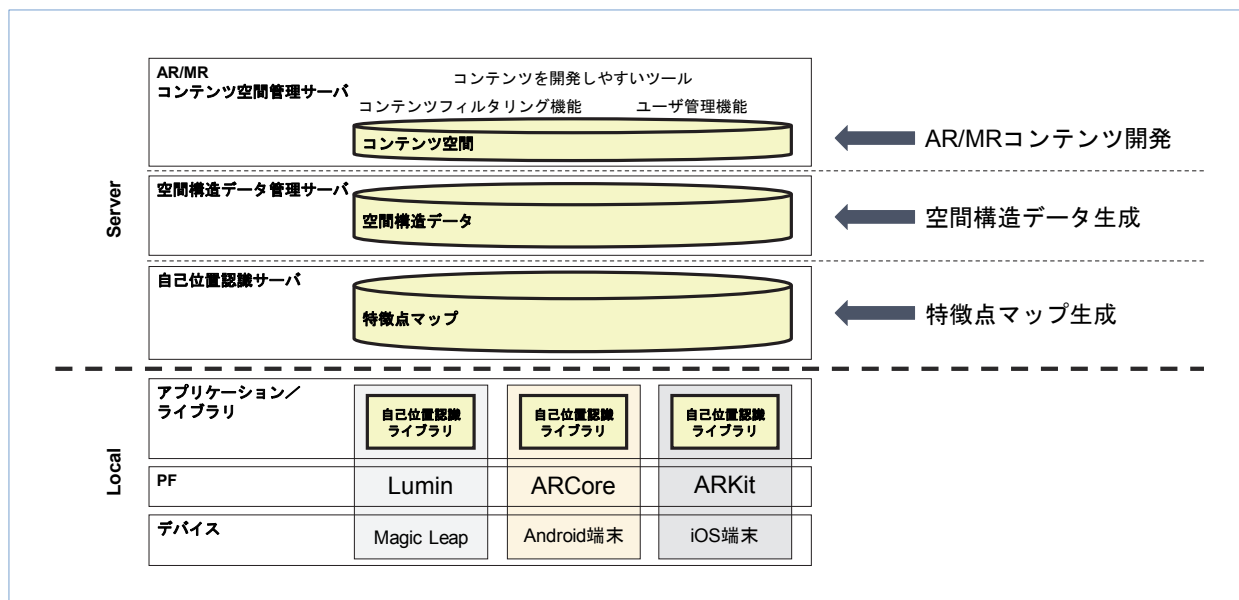 AR/MR
コンテンツ空間管理サーバ
コンテンツを開発しやすいツール
コンテンツフィルタリング機能
ユーザ管理機能
コンテンツ空間
AR/MRコンテンツ開発
Server
空間構造データ管理サーバ
空間構造データ
空間構造データ生成
自己位置認識サーバ
特徴点マップ
特徴点マップ生成
Local
アプリケーション／
ライブラリ
自己位置認識
ライブラリ
自己位置認識
ライブラリ
自己位置認識
ライブラリ
PF
Lumin
ARCore
ARKit
デバイス
Magic Leap
Android端末
iOS端末